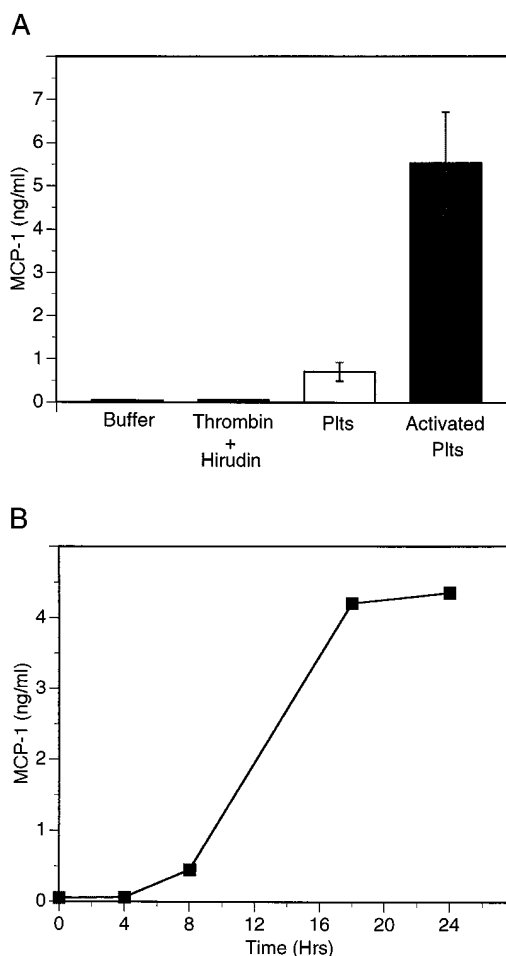 A
MCP-1 (ng/ml)
7
6
5
4
3
2
1
0
Buffer
Thrombin
+
Hirudin
Plts
Activated
Plts
B
MCP-1 (ng/ml)
4
3
2
1
0
0 4 8 12 16 20 24
Time (Hrs)